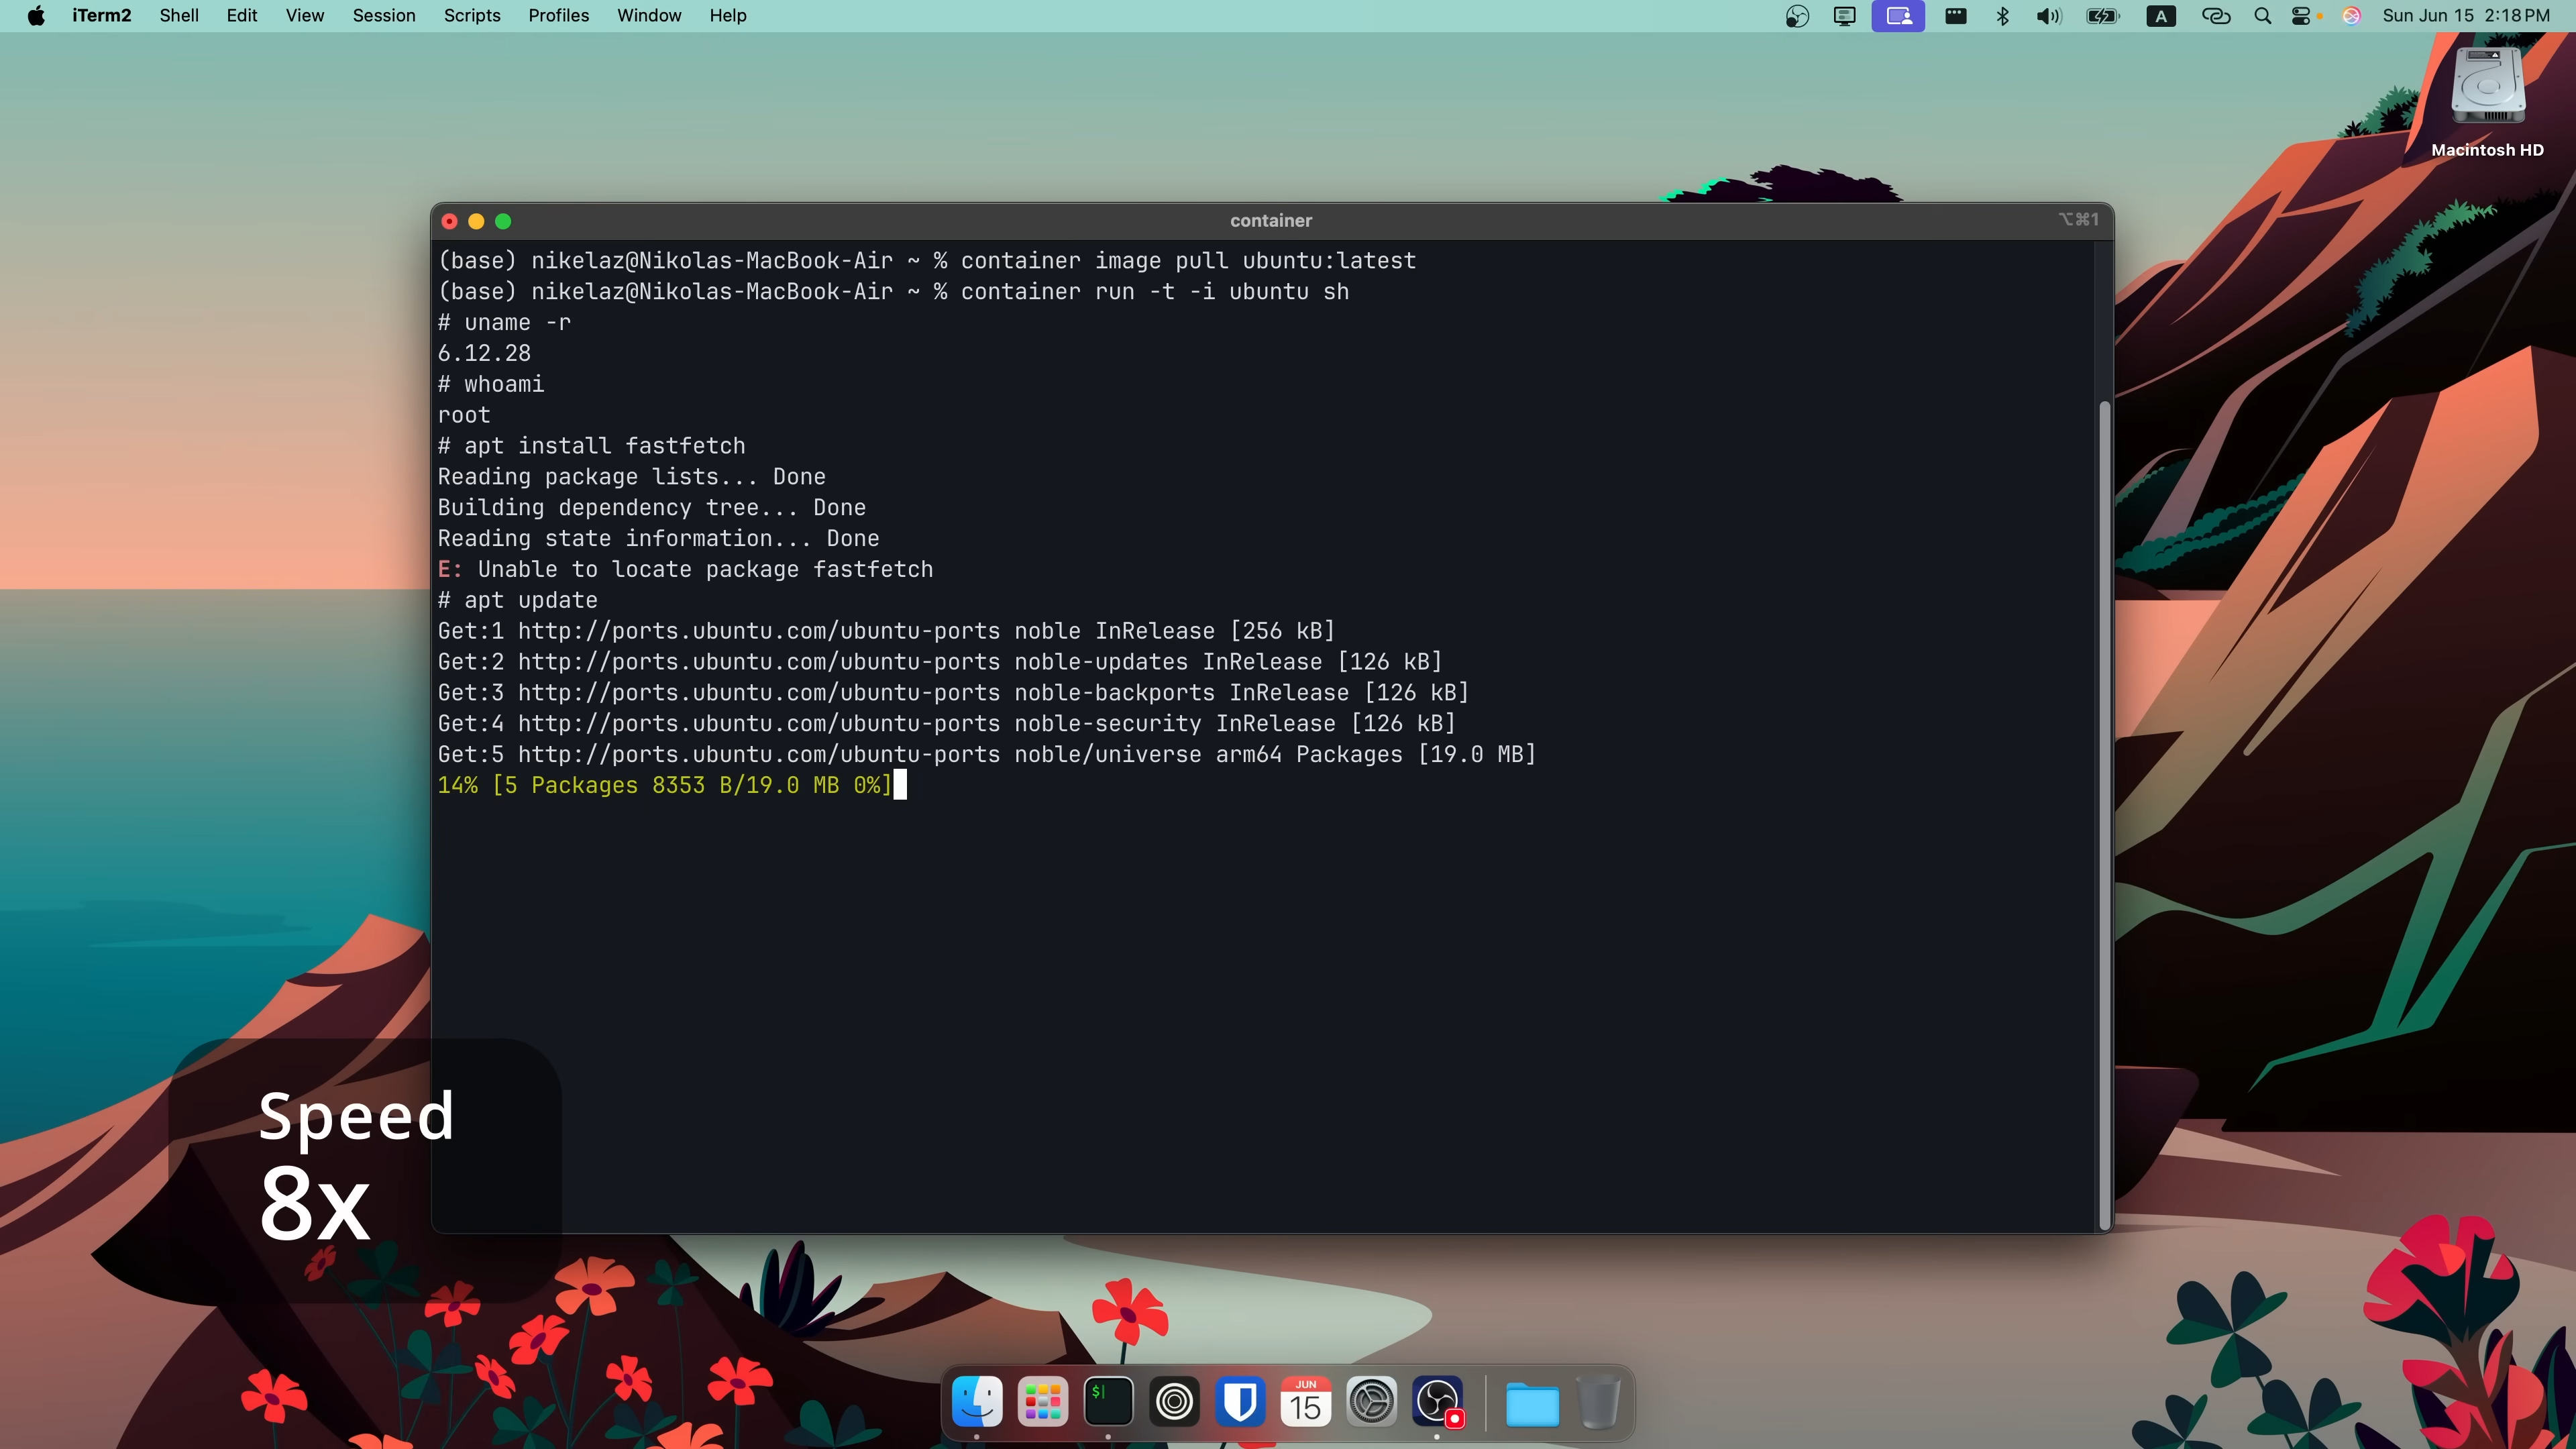 iTerm2 Shell Edit View Session Scripts Profiles Window Help A Sun Jun 15 2:18 PM
Macintosh HD
container ⌥⌘1
(base) nikelaz@Nikolas-MacBook-Air ~ % container image pull ubuntu:latest
(base) nikelaz@Nikolas-MacBook-Air ~ % container run -t -i ubuntu sh
# uname -r
6.12.28
# whoami
root
# apt install fastfetch
Reading package lists... Done
Building dependency tree... Done
Reading state information... Done
E: Unable to locate package fastfetch
# apt update
Get:1 http://ports.ubuntu.com/ubuntu-ports noble InRelease [256 kB]
Get:2 http://ports.ubuntu.com/ubuntu-ports noble-updates InRelease [126 kB]
Get:3 http://ports.ubuntu.com/ubuntu-ports noble-backports InRelease [126 kB]
Get:4 http://ports.ubuntu.com/ubuntu-ports noble-security InRelease [126 kB]
Get:5 http://ports.ubuntu.com/ubuntu-ports noble/universe arm64 Packages [19.0 MB]
14% [5 Packages 8353 B/19.0 MB 0%]
Speed
8x
$
JUN
15